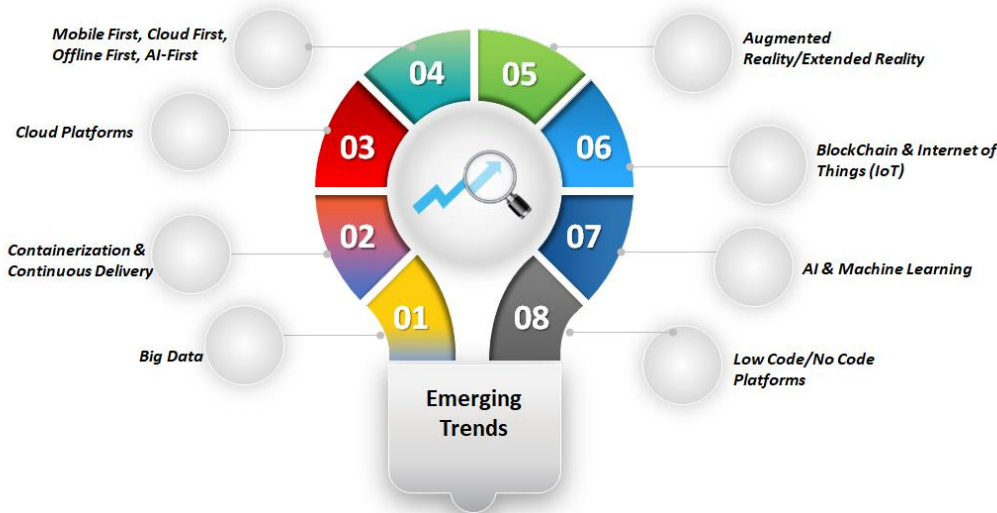 Mobile First, Cloud First,
Offline First, AI-First
04
05
Augmented
Reality/Extended Reality
Cloud Platforms
03
06
BlockChain & Internet of
Things (IoT)
Containerization &
Continuous Delivery
02
07
AI & Machine Learning
Big Data
01
08
Low Code/No Code
Platforms
Emerging
Trends